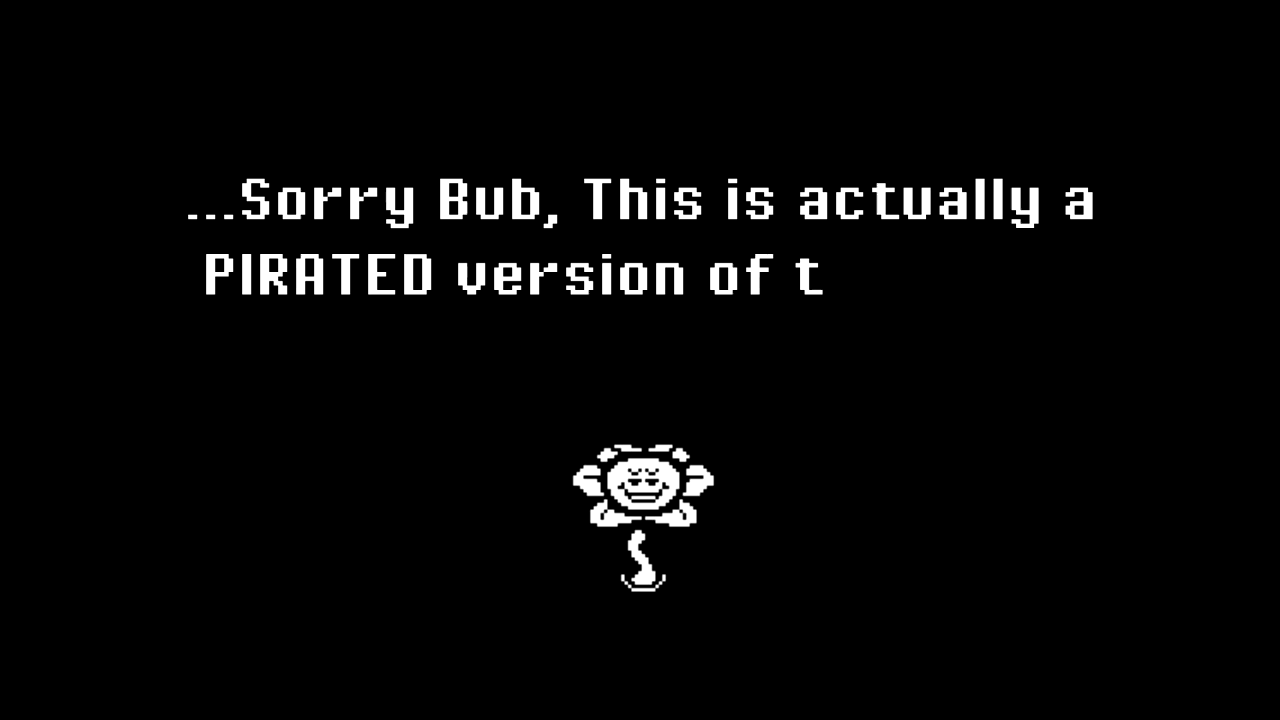 ...Sorry Bub, This is actually a
PIRATED version of t